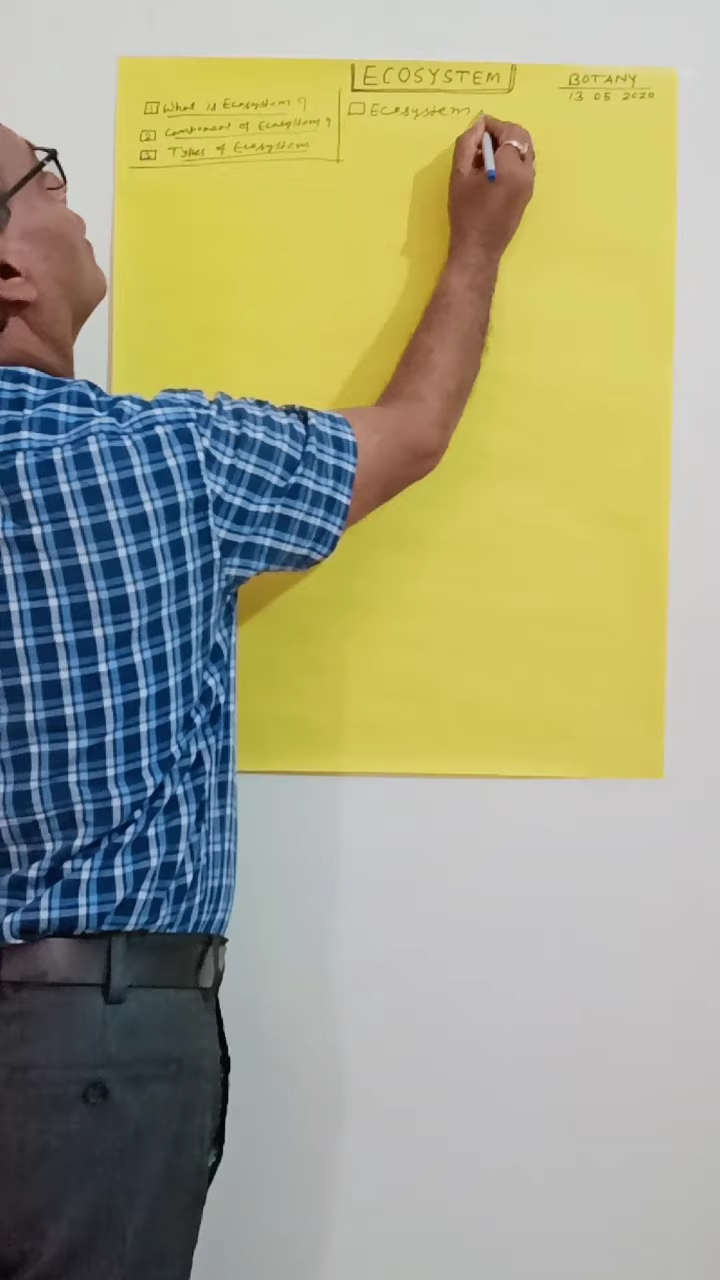 ECOSYSTEM
BOTANY
13 05 2020
1 What is Ecosystem?
2 Component of Ecosystem?
3 Types of Ecosystem
Ecosystem